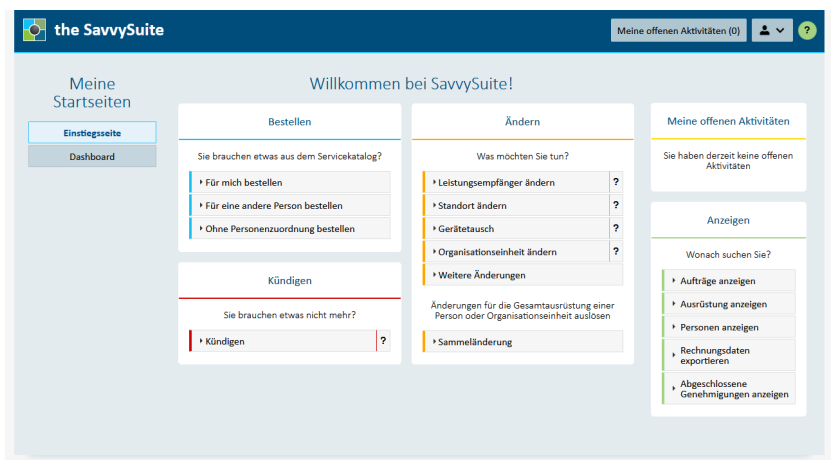 the SavvySuite
Meine offenen Aktivitäten (0)
?
Meine
Startseiten
Einstiegsseite
Dashboard
Willkommen bei SavvySuite!
Bestellen
Sie brauchen etwas aus dem Servicekatalog?
Für mich bestellen
Für eine andere Person bestellen
Ohne Personenzuordnung bestellen
Kündigen
Sie brauchen etwas nicht mehr?
Kündigen ?
Ändern
Was möchten Sie tun?
Leistungsempfänger ändern ?
Standort ändern ?
Gerätetausch ?
Organisationseinheit ändern ?
Weitere Änderungen
Änderungen für die Gesamtausrüstung einer
Person oder Organisationseinheit auslösen
Sammeländerung
Meine offenen Aktivitäten
Sie haben derzeit keine offenen
Aktivitäten
Anzeigen
Wonach suchen Sie?
Aufträge anzeigen
Ausrüstung anzeigen
Personen anzeigen
Rechnungsdaten
exportieren
Abgeschlossene
Genehmigungen anzeigen